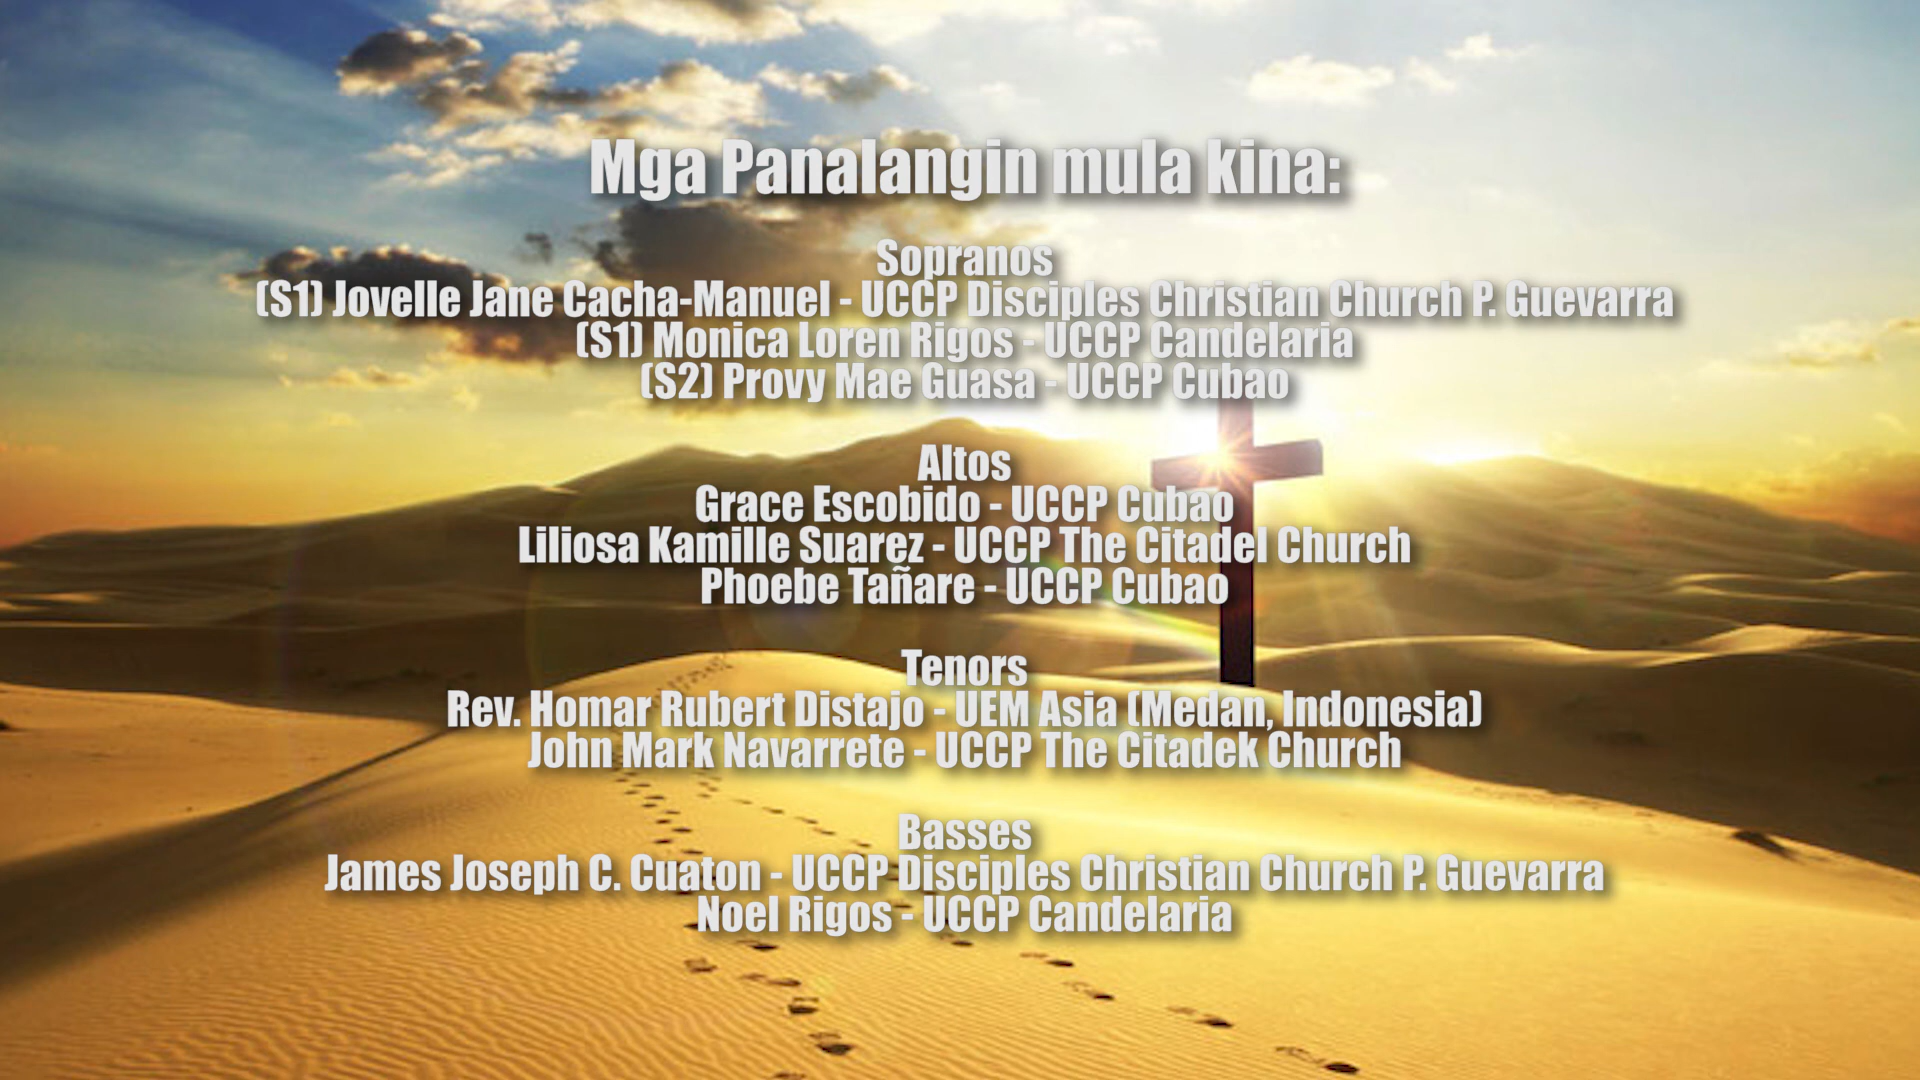 Mga Panalangin mula kina:
Sopranos
(S1) Jovelle Jane Cacha-Manuel - UCCP Disciples Christian Church P. Guevarra
(S1) Monica Loren Rigos - UCCP Candelaria
(S2) Provy Mae Guasa - UCCP Cubao
Altos
Grace Escobido - UCCP Cubao
Liliosa Kamille Suarez - UCCP The Citadel Church
Phoebe Tañare - UCCP Cubao
Tenors
Rev. Homar Rubert Distajo - UEM Asia (Medan, Indonesia)
John Mark Navarrete - UCCP The Citadek Church
Basses
James Joseph C. Cuaton - UCCP Disciples Christian Church P. Guevarra
Noel Rigos - UCCP Candelaria